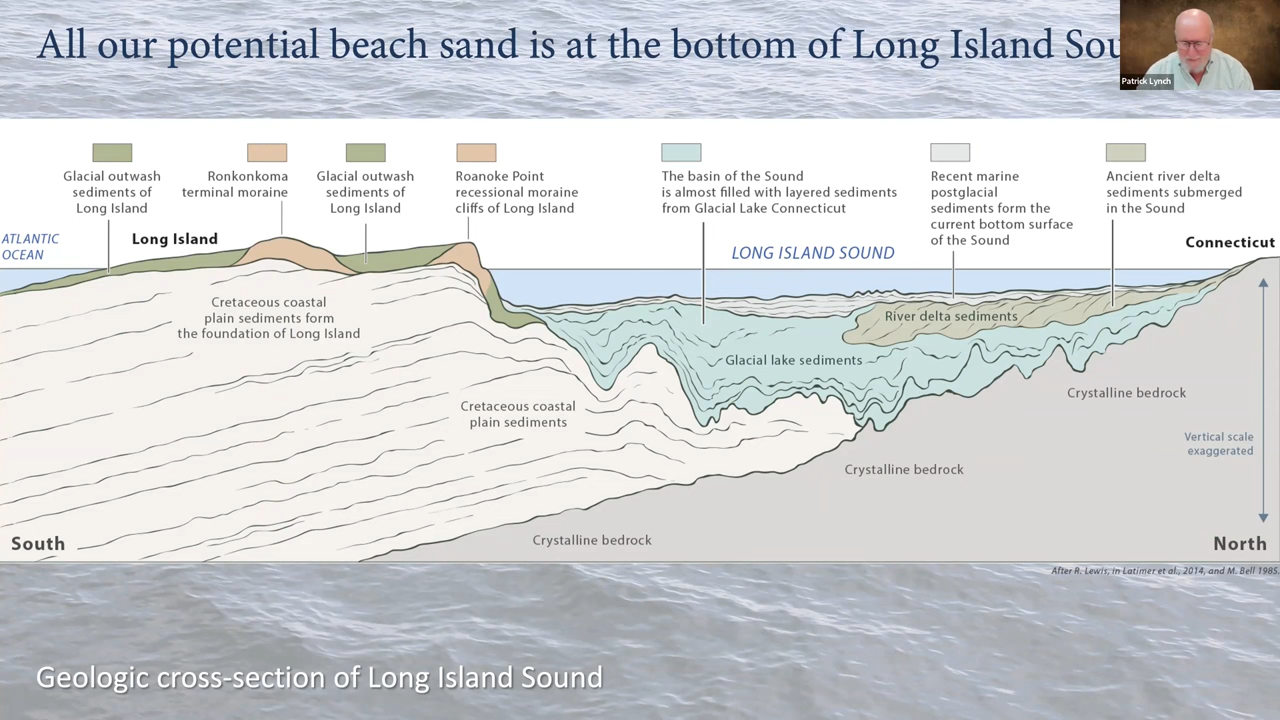 All our potential beach sand is at the bottom of Long Island Sou
Patrick Lynch
Glacial outwash
sediments of
Long Island
Ronkonkoma
terminal moraine
Glacial outwash
sediments of
Long Island
Roanoke Point
recessional moraine
cliffs of Long Island
The basin of the Sound
is almost filled with layered sediments
from Glacial Lake Connecticut
Recent marine
postglacial
sediments form the
current bottom surface
of the Sound
Ancient river delta
sediments submerged
in the Sound
ATLANTIC
OCEAN
Long Island
LONG ISLAND SOUND
Connecticut
Cretaceous coastal
plain sediments form
the foundation of Long Island
River delta sediments
Glacial lake sediments
Cretaceous coastal
plain sediments
Crystalline bedrock
Vertical scale
exaggerated
Crystalline bedrock
Crystalline bedrock
South
North
After R. Lewis, in Latimer et al., 2014, and M. Bell 1985.
Geologic cross-section of Long Island Sound